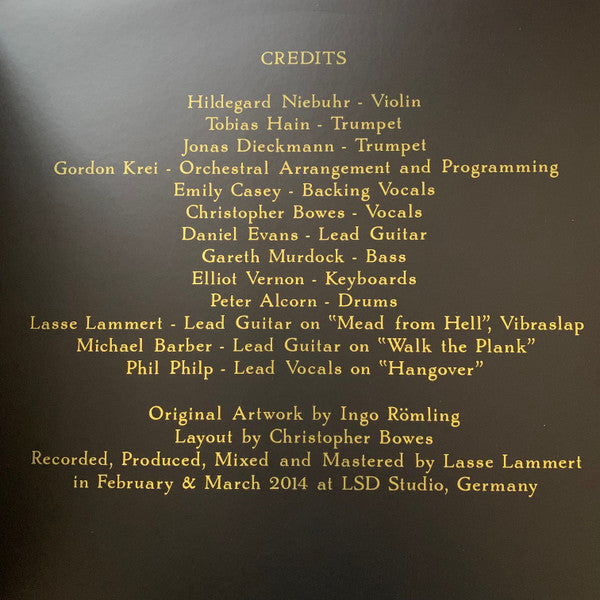 CREDITS
Hildegard Niebuhr - Violin
Tobias Hain - Trumpet
Jonas Dieckmann - Trumpet
Gordon Krei - Orchestral Arrangement and Programming
Emily Casey - Backing Vocals
Christopher Bowes - Vocals
Daniel Evans - Lead Guitar
Gareth Murdock - Bass
Elliot Vernon - Keyboards
Peter Alcorn - Drums
Lasse Lammert - Lead Guitar on "Mead from Hell", Vibraslap
Michael Barber - Lead Guitar on "Walk the Plank"
Phil Philp - Lead Vocals on "Hangover"
Original Artwork by Ingo Römling
Layout by Christopher Bowes
Recorded, Produced, Mixed and Mastered by Lasse Lammert
in February & March 2014 at LSD Studio, Germany